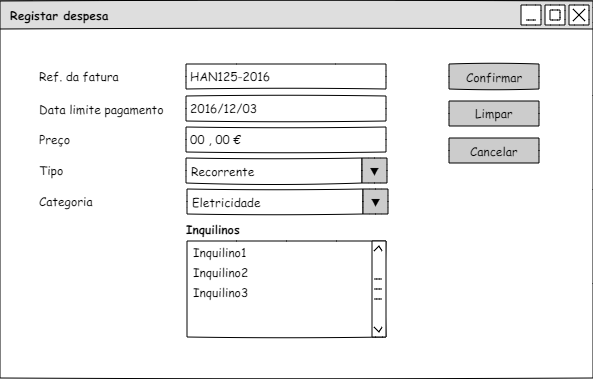 Registar despesa
Ref. da fatura HAN125-2016 Confirmar
Data limite pagamento 2016/12/03 Limpar
Preço 00 , 00 € Cancelar
Tipo Recorrente
Categoria Eletricidade
Inquilinos
Inquilino1
Inquilino2
Inquilino3